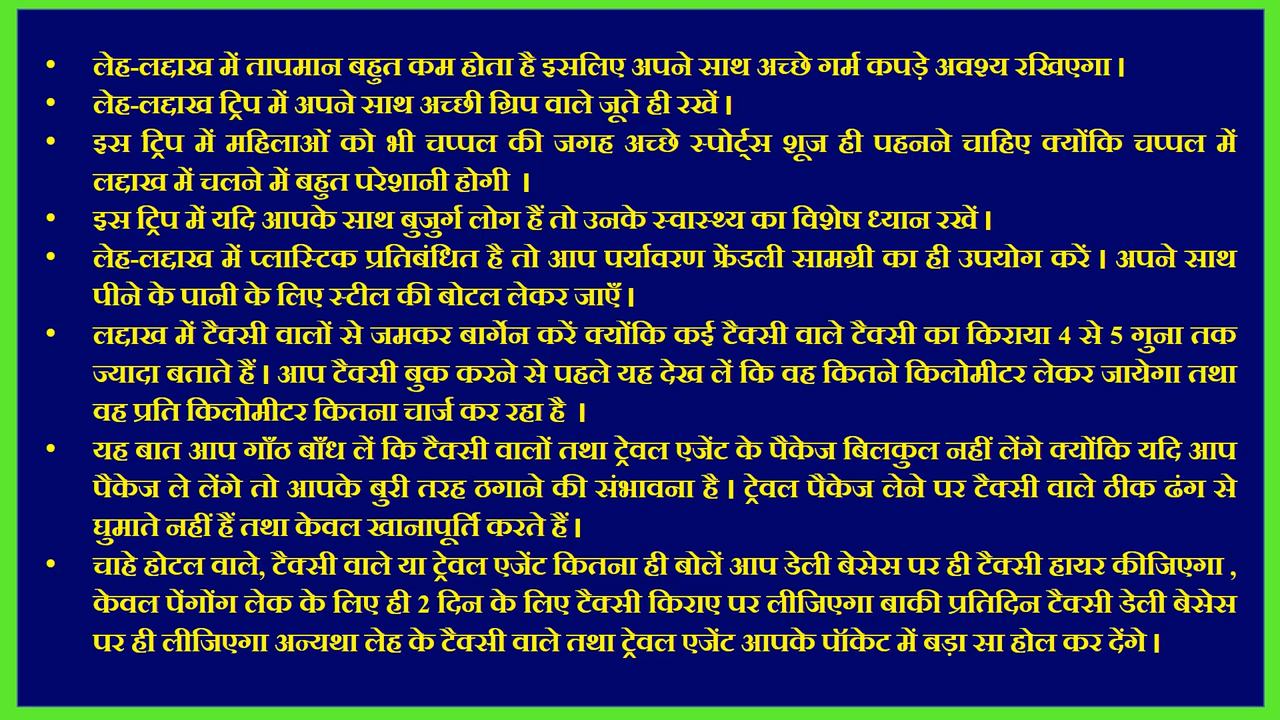 • लेह-लद्दाख में तापमान बहुत कम होता है इसलिए अपने साथ अच्छे गर्म कपड़े अवश्य रखिएगा ।
• लेह-लद्दाख ट्रिप में अपने साथ अच्छी ग्रिप वाले जूते ही रखें ।
• इस ट्रिप में महिलाओं को भी चप्पल की जगह अच्छे स्पोर्ट्स शूज ही पहनने चाहिए क्योंकि चप्पल में
लद्दाख में चलने में बहुत परेशानी होगी ।
• इस ट्रिप में यदि आपके साथ बुजुर्ग लोग हैं तो उनके स्वास्थ्य का विशेष ध्यान रखें ।
• लेह-लद्दाख में प्लास्टिक प्रतिबंधित है तो आप पर्यावरण फ्रेंडली सामग्री का ही उपयोग करें । अपने साथ
पीने के पानी के लिए स्टील की बोटल लेकर जाएँ ।
• लद्दाख में टैक्सी वालों से जमकर बार्गेन करें क्योंकि कई टैक्सी वाले टैक्सी का किराया 4 से 5 गुना तक
ज्यादा बताते हैं । आप टैक्सी बुक करने से पहले यह देख लें कि वह कितने किलोमीटर लेकर जायेगा तथा
वह प्रति किलोमीटर कितना चार्ज कर रहा है ।
• यह बात आप गाँठ बाँध लें कि टैक्सी वालों तथा ट्रेवल एजेंट के पैकेज बिलकुल नहीं लेंगे क्योंकि यदि आप
पैकेज ले लेंगे तो आपके बुरी तरह ठगाने की संभावना है । ट्रेवल पैकेज लेने पर टैक्सी वाले ठीक ढंग से
घुमाते नहीं हैं तथा केवल खानापूर्ति करते हैं ।
• चाहे होटल वाले, टैक्सी वाले या ट्रेवल एजेंट कितना ही बोलें आप डेली बेसेस पर ही टैक्सी हायर कीजिएगा ,
केवल पेंगोंग लेक के लिए ही 2 दिन के लिए टैक्सी किराए पर लीजिएगा बाकी प्रतिदिन टैक्सी डेली बेसेस
पर ही लीजिएगा अन्यथा लेह के टैक्सी वाले तथा ट्रेवल एजेंट आपके पॉकेट में बड़ा सा होल कर देंगे ।